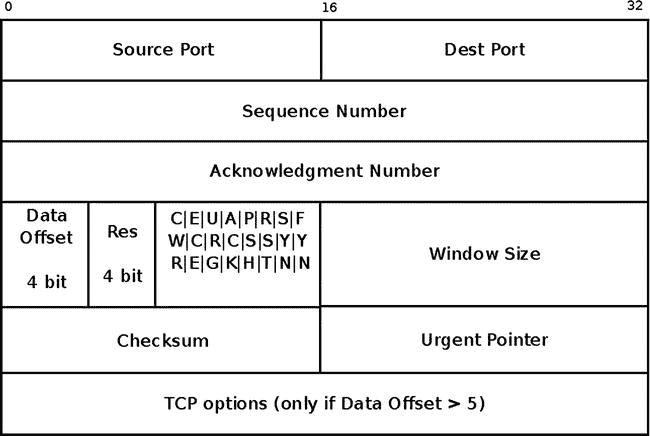 0 16 32
Source Port Dest Port
Sequence Number
Acknowledgment Number
Data
Offset
4 bit
Res
4 bit
C|E|U|A|P|R|S|F
W|C|R|C|S|S|Y|Y
R|E|G|K|H|T|N|N
Window Size
Checksum Urgent Pointer
TCP options (only if Data Offset > 5)